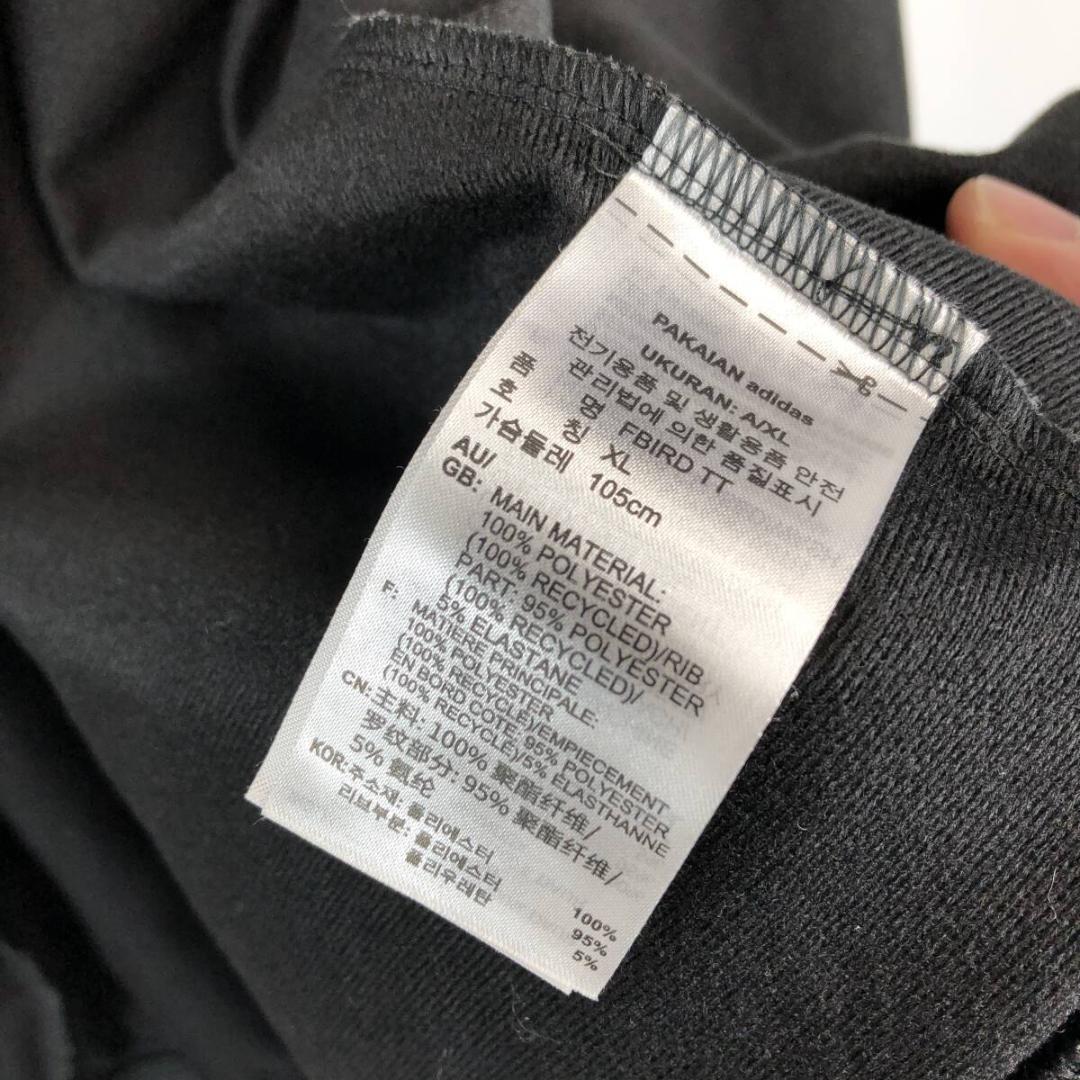 PAKAIAN adidas
UKURAN: A/XL
전기용품 및 생활용품 안전
관리법에 의한 품질표시
품 명 FBIRD TT
호 칭 XL
가슴둘레 105cm
AU/
GB: MAIN MATERIAL:
100% POLYESTER
(100% RECYCLED)/RIB
PART: 95% POLYESTER
(100% RECYCLED)/
5% ELASTANE
F: MATIERE PRINCIPALE:
100% POLYESTER
(100% RECYCLE)/EMPIECEMENT
EN BORD COTE: 95% POLYESTER
(100% RECYCLE)/5% ELASTHANNE
CN: 主料: 100% 聚酯纤维/
罗纹部分: 95% 聚酯纤维/
5% 氨纶
KOR: 주소재: 폴리에스터 100%
리브부분: 폴리에스터 95%
폴리우레탄 5%